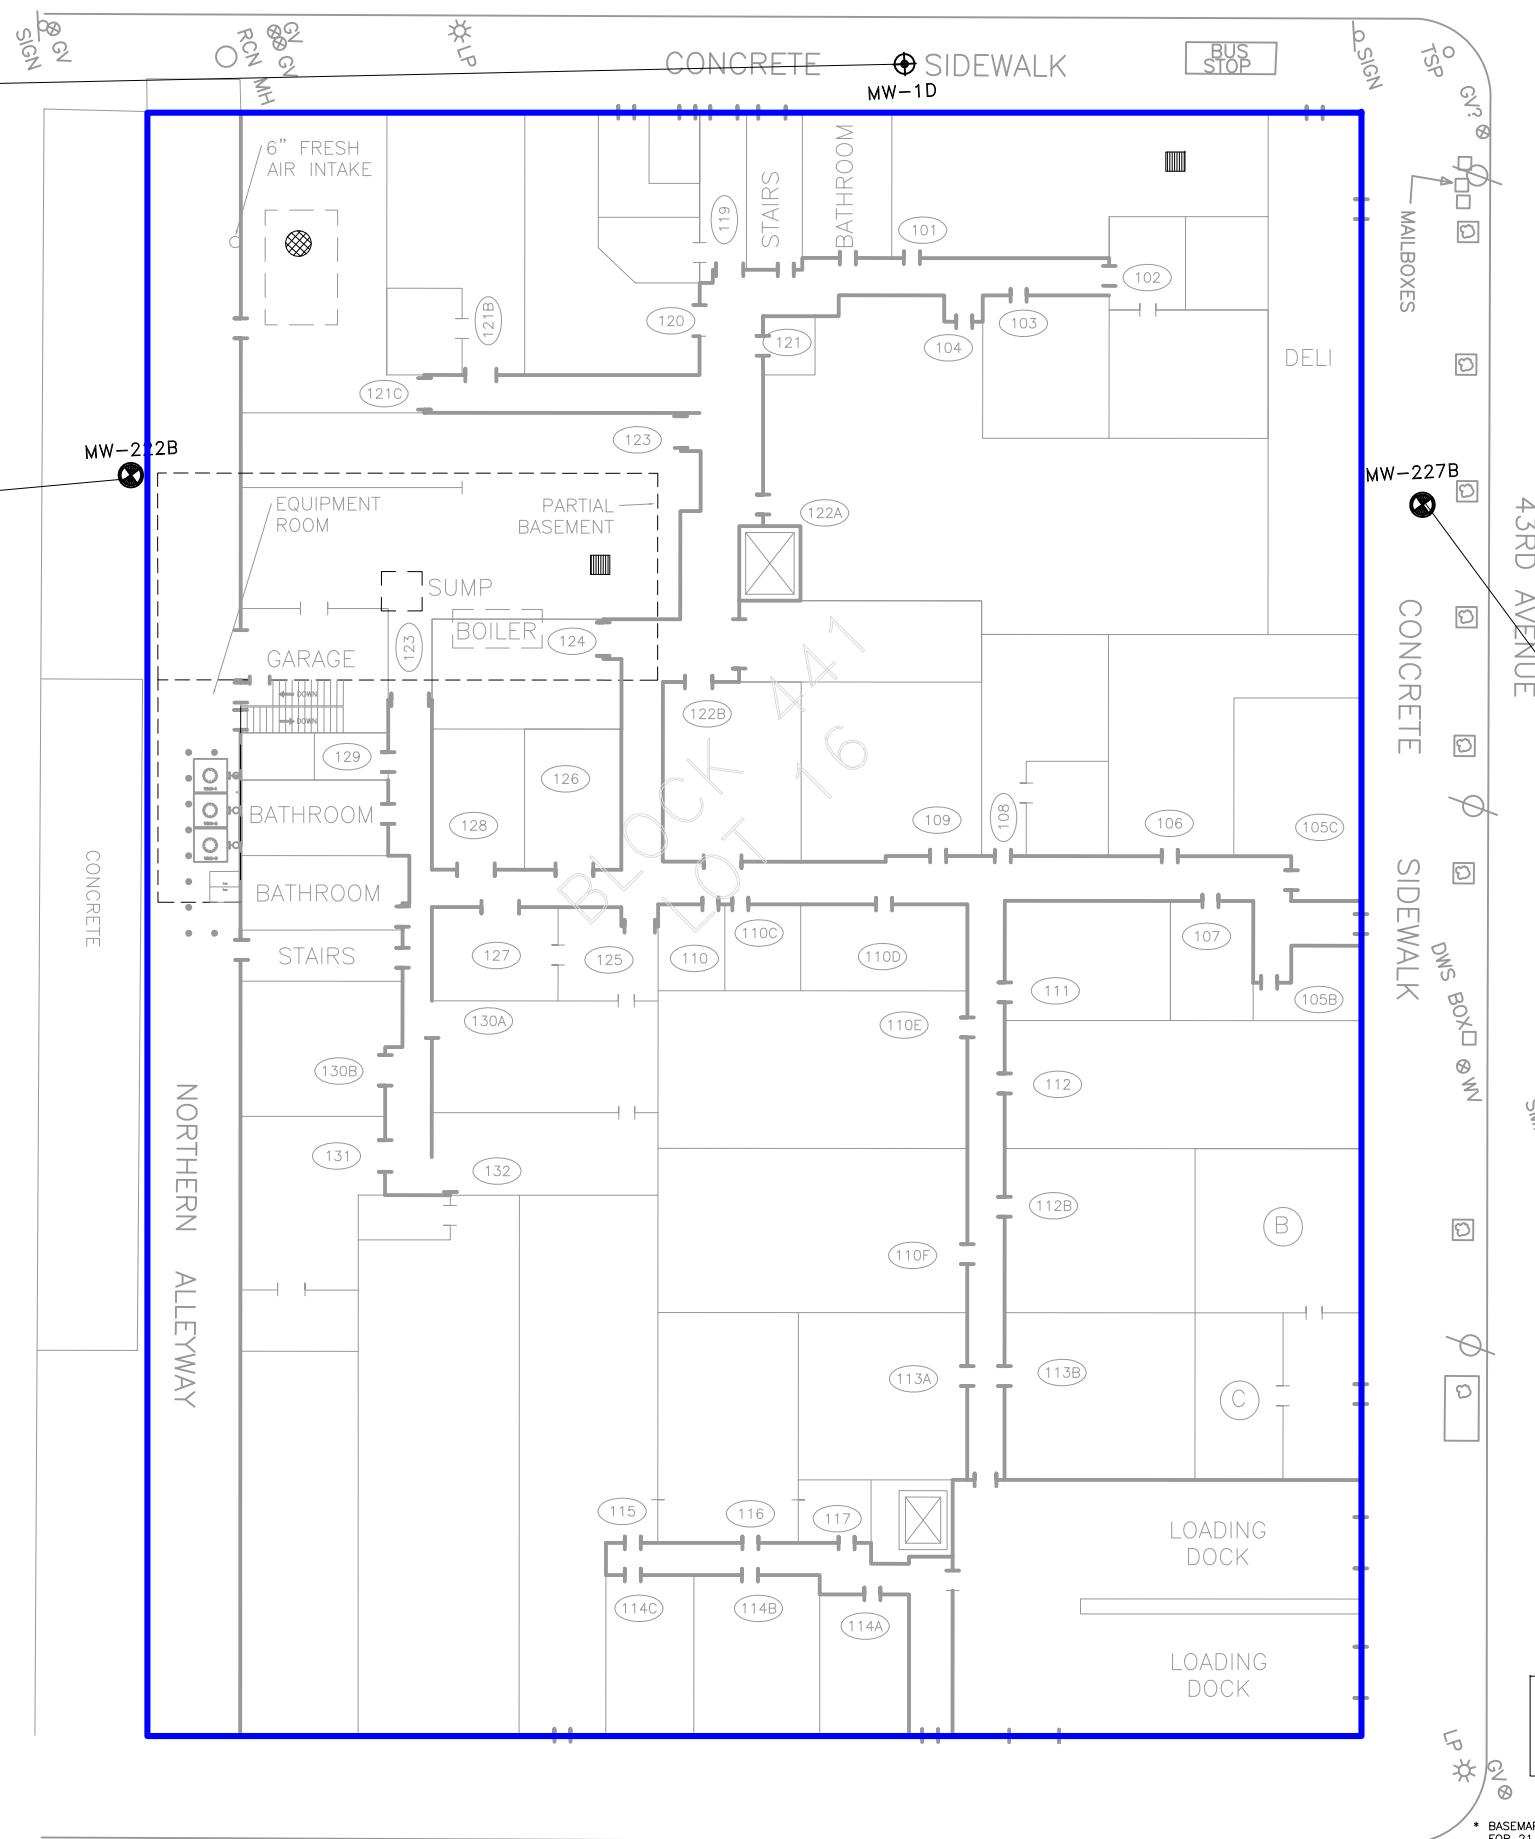 SIGN
GV
RCN MH
GV
GV
LP
CONCRETE SIDEWALK
MW-1D
BUS
STOP
SIGN
TSP
GV?
6" FRESH
AIR INTAKE
119
STAIRS
BATHROOM
101
102
MAILBOXES
121B
120
121
104
103
DELI
121C
123
MW-222B
MW-227B
EQUIPMENT
ROOM
PARTIAL
BASEMENT
122A
43RD AVENUE
SUMP
BOILER
124
123
GARAGE
DOWN
DOWN
122B
BLOCK 441
LOT 16
CONCRETE SIDEWALK
129
126
BATHROOM
128
109
108
106
105C
CONCRETE
BATHROOM
STAIRS
127
125
110
110C
110D
107
111
105B
DWS BOX
WV
130A
110E
130B
112
NORTHERN ALLEYWAY
131
132
112B
B
110F
113A
113B
C
115
116
117
LOADING
DOCK
114C
114B
114A
LOADING
DOCK
LP
GV